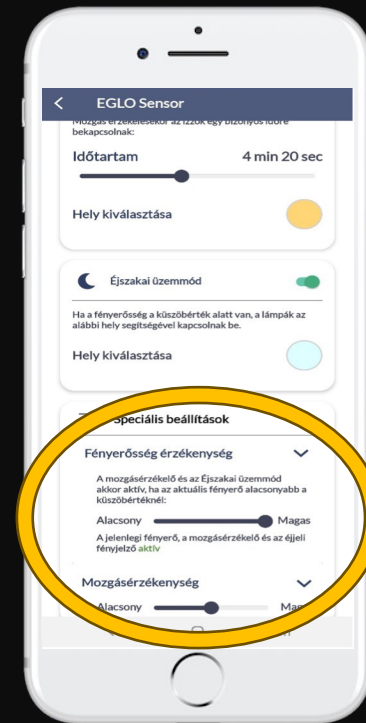 EGLO Sensor
Mozgás érzékelésekor az izzók egy bizonyos időre
bekapcsolnak:
Időtartam 4 min 20 sec
Hely kiválasztása
Éjszakai üzemmód
Ha a fényerősség a küszöbérték alatt van, a lámpák az
alábbi hely segítségével kapcsolnak be.
Hely kiválasztása
Speciális beállítások
Fényerősség érzékenység
A mozgásérzékelő és az Éjszakai üzemmód
akkor aktív, ha az aktuális fényerő alacsonyabb a
küszöbértéknél:
Alacsony Magas
A jelenlegi fényerő, a mozgásérzékelő és az éjjeli
fényjelző aktív
Mozgásérzékenység
Alacsony